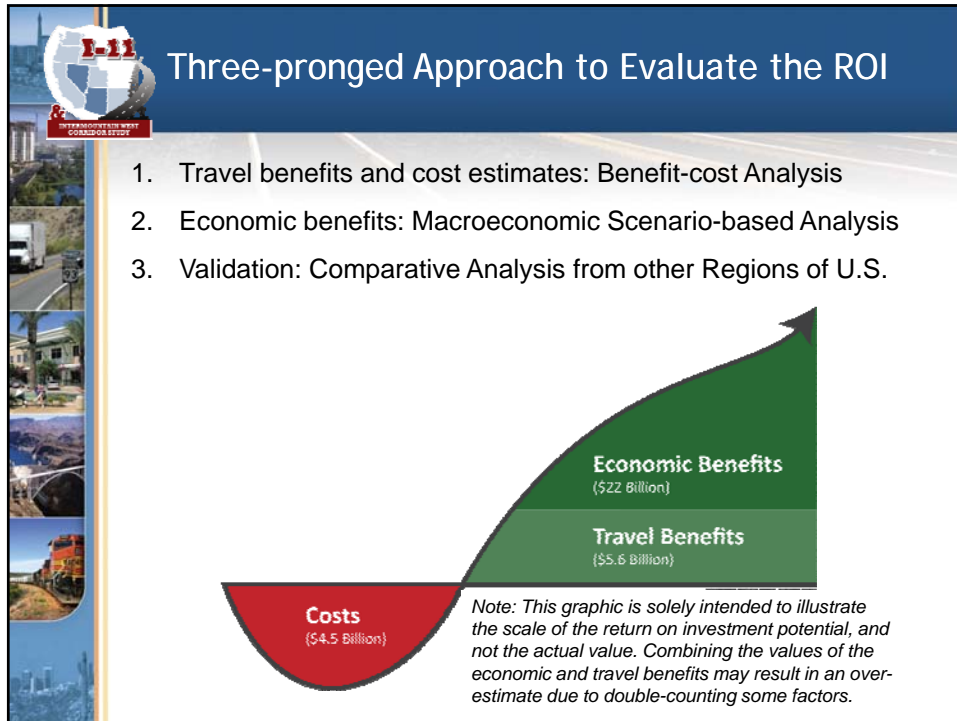 I-11
&
INTERMOUNTAIN WEST
CORRIDOR STUDY
Three-pronged Approach to Evaluate the ROI
1. Travel benefits and cost estimates: Benefit-cost Analysis
2. Economic benefits: Macroeconomic Scenario-based Analysis
3. Validation: Comparative Analysis from other Regions of U.S.
Economic Benefits
($22 Billion)
Travel Benefits
($5.6 Billion)
Costs
($4.5 Billion)
Note: This graphic is solely intended to illustrate
the scale of the return on investment potential, and
not the actual value. Combining the values of the
economic and travel benefits may result in an over-
estimate due to double-counting some factors.